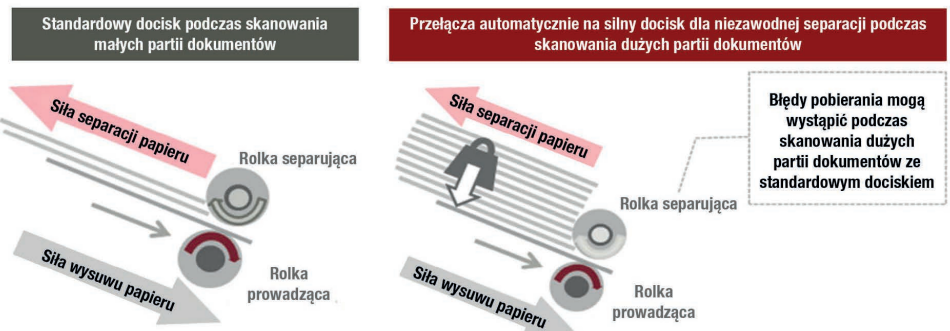 Standardowy docisk podczas skanowania
małych partii dokumentów
Siła separacji papieru
Rolka separująca
Siła wysuwu papieru
Rolka
prowadząca
Przełącza automatycznie na silny docisk dla niezawodnej separacji podczas
skanowania dużych partii dokumentów
Siła separacji papieru
Rolka separująca
Siła wysuwu papieru
Rolka
prowadząca
Błędy pobierania mogą
wystąpić podczas
skanowania dużych
partii dokumentów ze
standardowym dociskiem